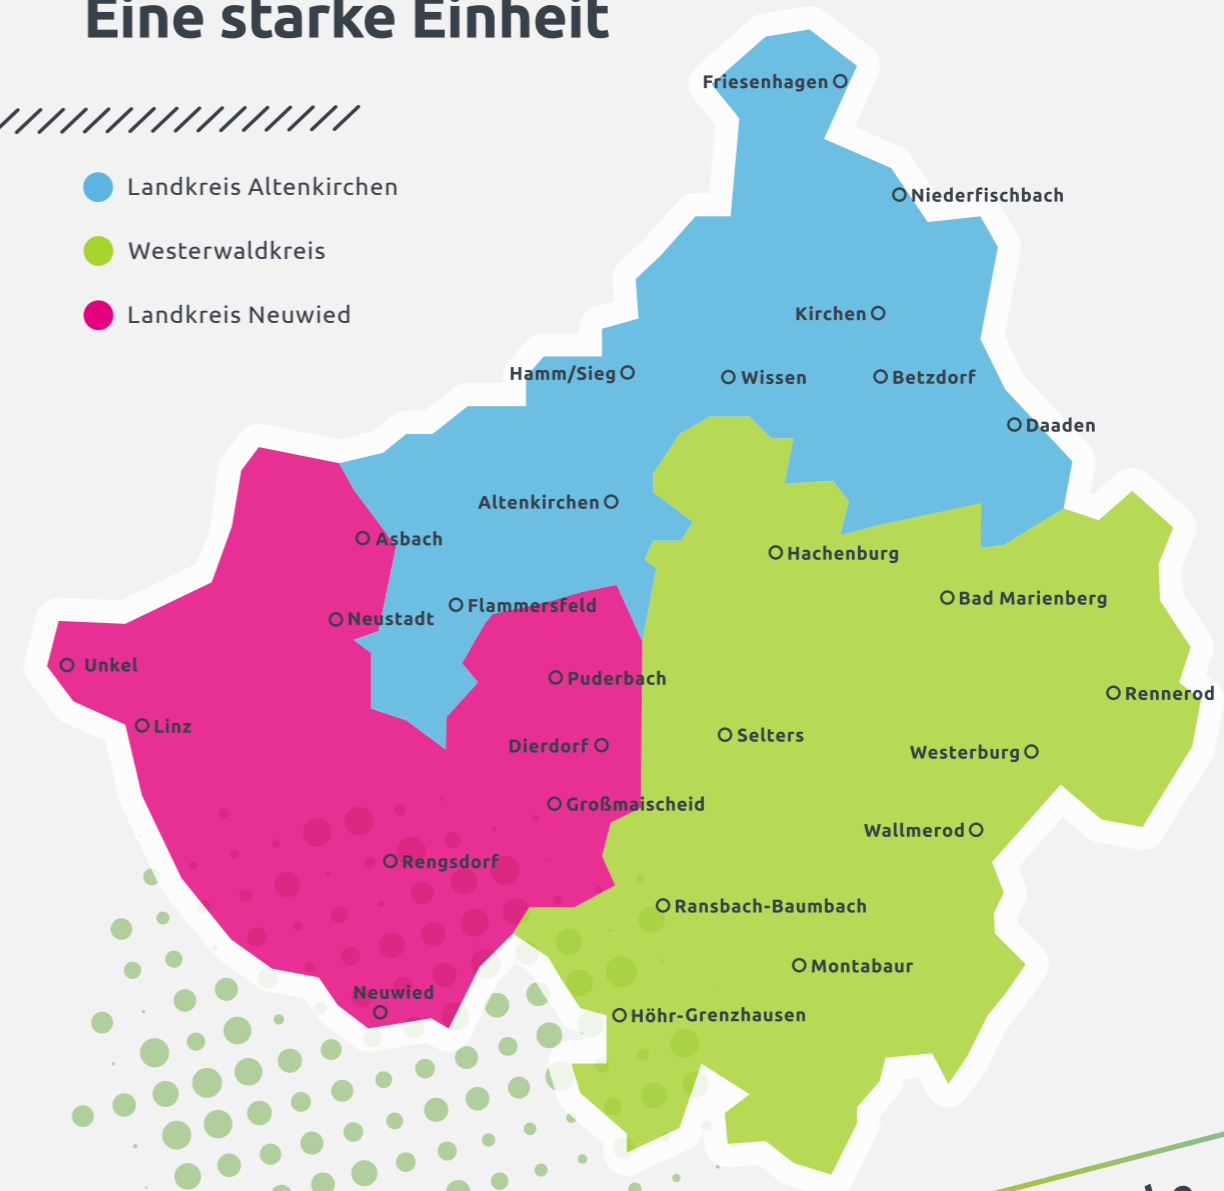 Eine starke Einheit
Landkreis Altenkirchen
Westerwaldkreis
Landkreis Neuwied
Friesenhagen
Niederfischbach
Kirchen
Hamm/Sieg
Wissen
Betzdorf
Daaden
Altenkirchen
Asbach
Hachenburg
Bad Marienberg
Flammersfeld
Neustadt
Unkel
Puderbach
Rennerod
Linz
Selters
Dierdorf
Westerburg
Großmaischeid
Wallmerod
Rengsdorf
Ransbach-Baumbach
Montabaur
Neuwied
Höhr-Grenzhausen